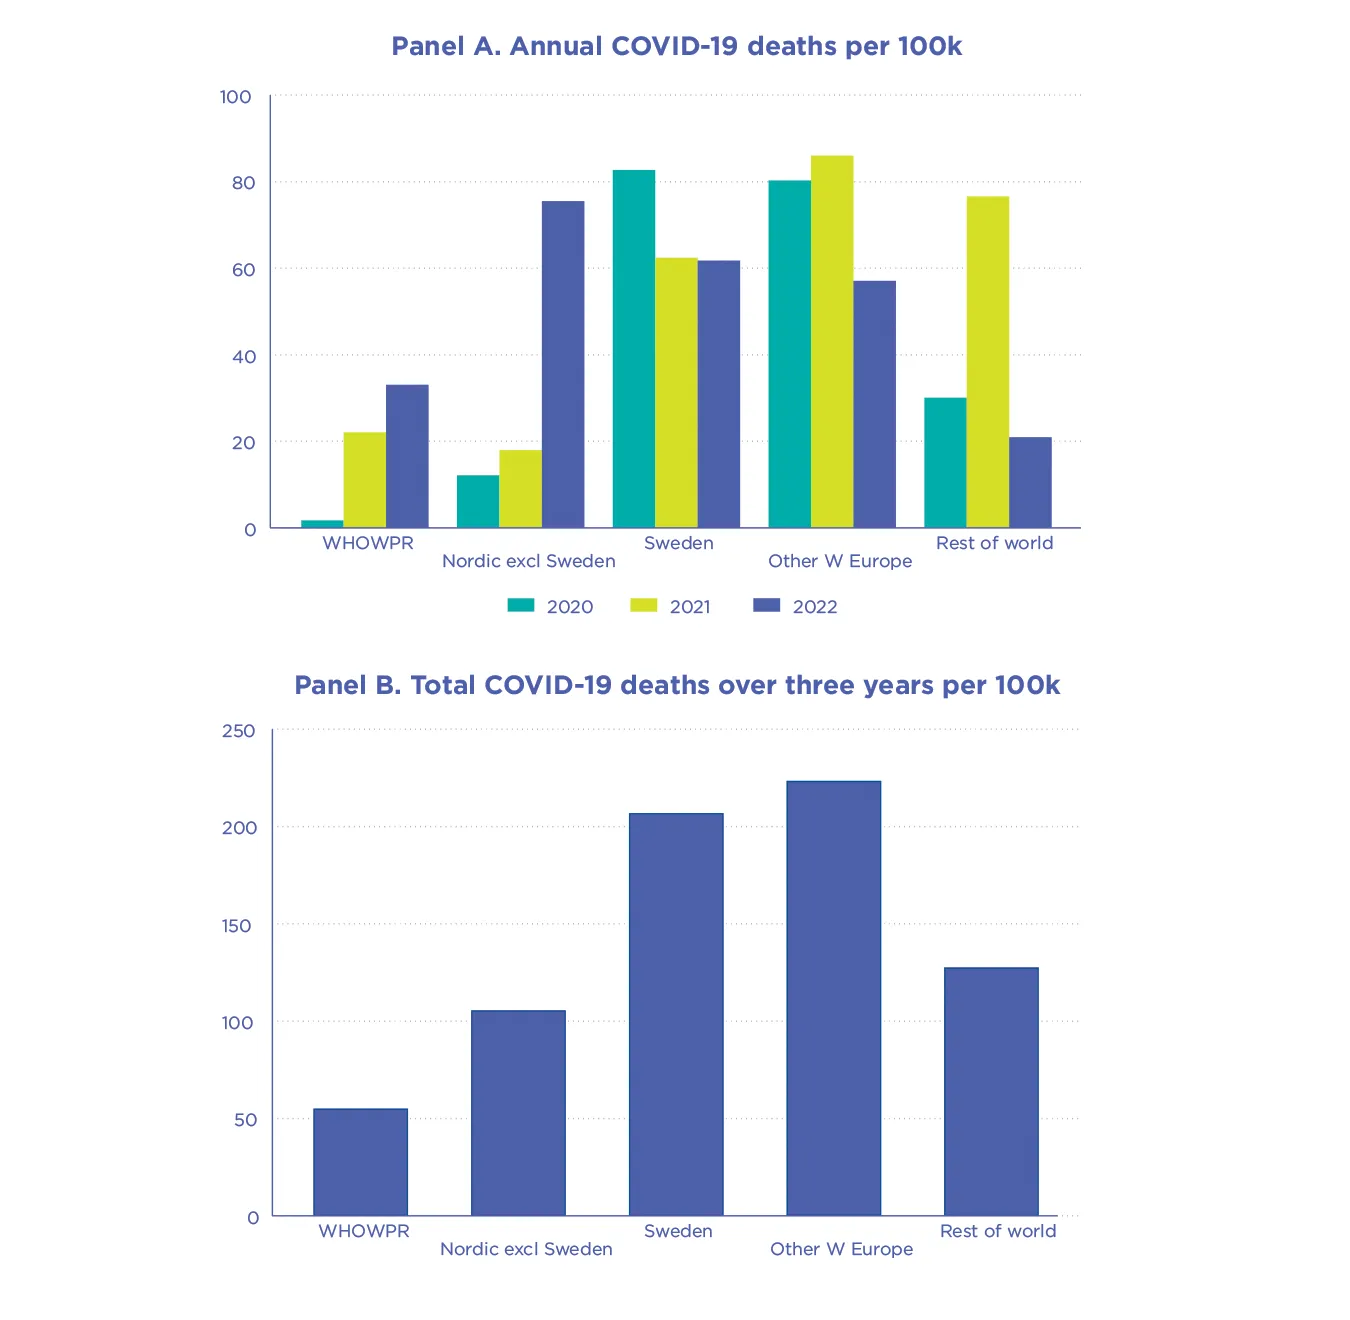 Panel A. Annual COVID-19 deaths per 100k
100
80
60
40
20
0
WHOWPR
Nordic excl Sweden
Sweden
Other W Europe
Rest of world
2020 2021 2022
Panel B. Total COVID-19 deaths over three years per 100k
250
200
150
100
50
0
WHOWPR
Nordic excl Sweden
Sweden
Other W Europe
Rest of world